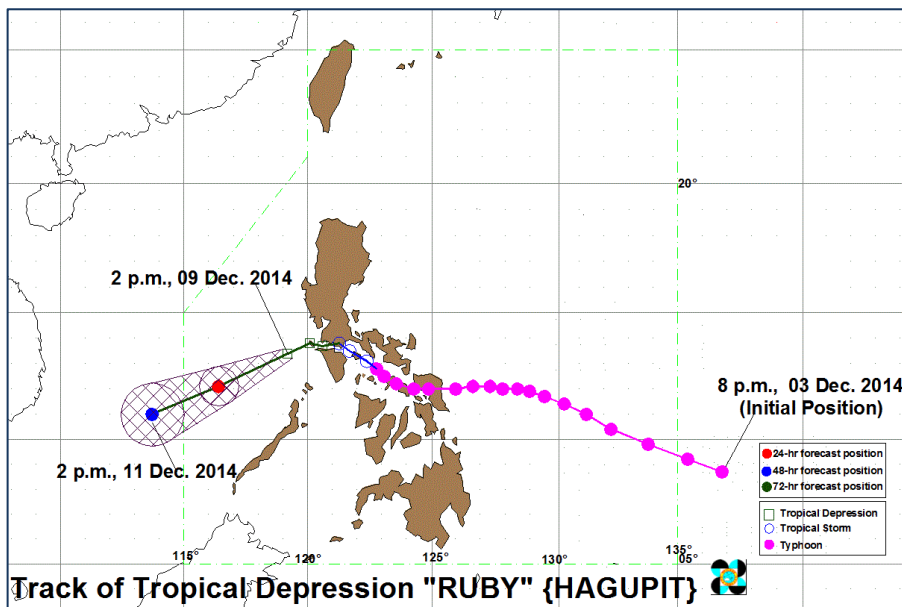 20°
2 p.m., 09 Dec. 2014
8 p.m., 03 Dec. 2014
(Initial Position)
2 p.m., 11 Dec. 2014
24-hr forecast position
48-hr forecast position
72-hr forecast position
Tropical Depression
Tropical Storm
Typhoon
115°
120°
125°
130°
135°
05°
Track of Tropical Depression "RUBY" {HAGUPIT}